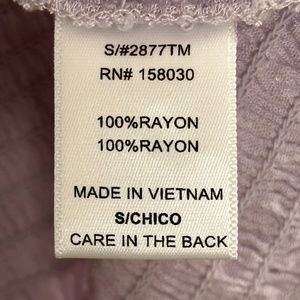 S/#2877TM
RN# 158030
100%RAYON
100%RAYON
MADE IN VIETNAM
S/CHICO
CARE IN THE BACK